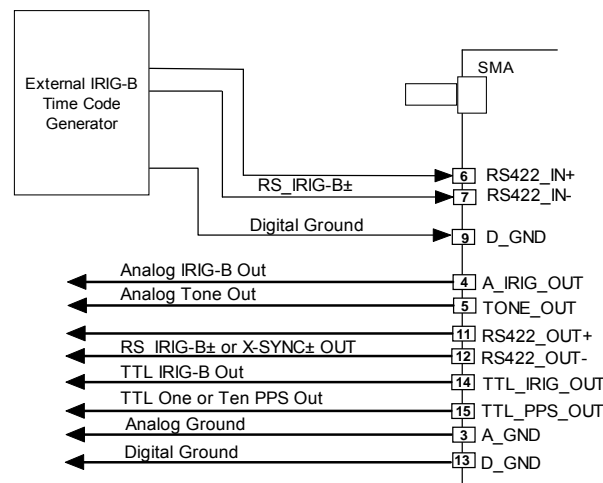 External IRIG-B
Time Code
Generator
SMA
6 RS422_IN+
RS_IRIG-B±
7 RS422_IN-
Digital Ground
9 D_GND
Analog IRIG-B Out
4 A_IRIG_OUT
Analog Tone Out
5 TONE_OUT
11 RS422_OUT+
RS IRIG-B± or X-SYNC± OUT
12 RS422_OUT-
TTL IRIG-B Out
14 TTL_IRIG_OUT
TTL One or Ten PPS Out
15 TTL_PPS_OUT
Analog Ground
3 A_GND
Digital Ground
13 D_GND